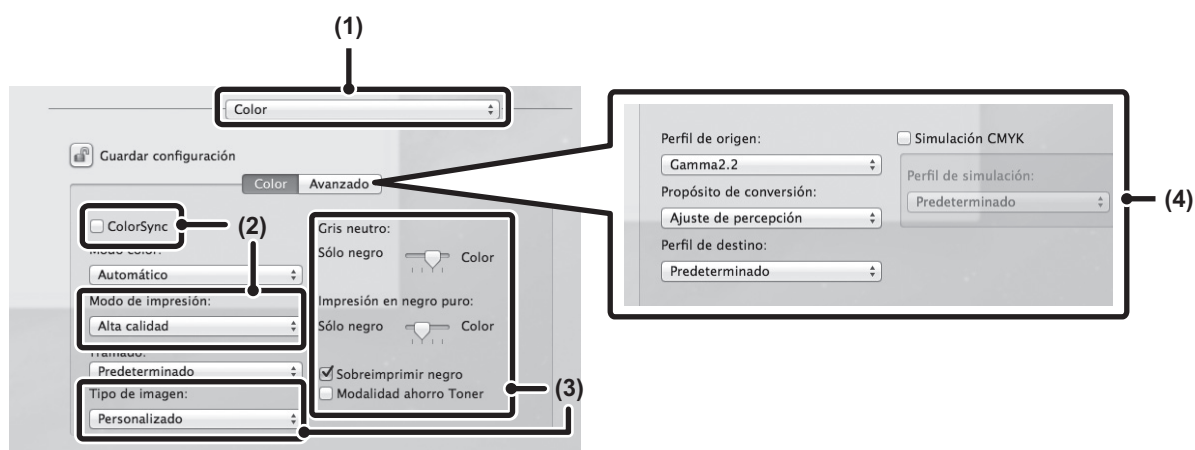 (1)
Color
Guardar configuración
Color Avanzado
ColorSync
(2)
Modo color:
Automático
Modo de impresión:
Alta calidad
Tramado:
Predeterminado
Tipo de imagen:
Personalizado
Gris neutro:
Sólo negro Color
Impresión en negro puro:
Sólo negro Color
Sobreimprimir negro
Modalidad ahorro Toner
(3)
Perfil de origen:
Gamma2.2
Propósito de conversión:
Ajuste de percepción
Perfil de destino:
Predeterminado
Simulación CMYK
Perfil de simulación:
Predeterminado
(4)